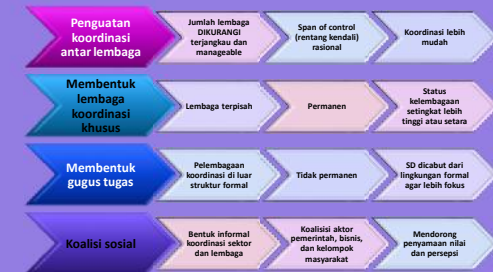 Penguatan
koordinasi
antar lembaga
Jumlah lembaga
DIKURANGI
terjangkau dan
manageable
Span of control
(rentang kendali)
rasional
Koordinasi lebih
mudah
Membentuk
lembaga
koordinasi
khusus
Lembaga terpisah
Permanen
Status
kelembagaan
setingkat lebih
tinggi atau setara
Membentuk
gugus tugas
Pelembagaan
koordinasi di luar
struktur formal
Tidak permanen
SD dicabut dari
lingkungan formal
agar lebih fokus
Koalisi sosial
Bentuk informal
koordinasi sektor
dan lembaga
Koalisisi aktor
pemerintah, bisnis,
dan kelompok
masyarakat
Mendorong
penyamaan nilai
dan persepsi